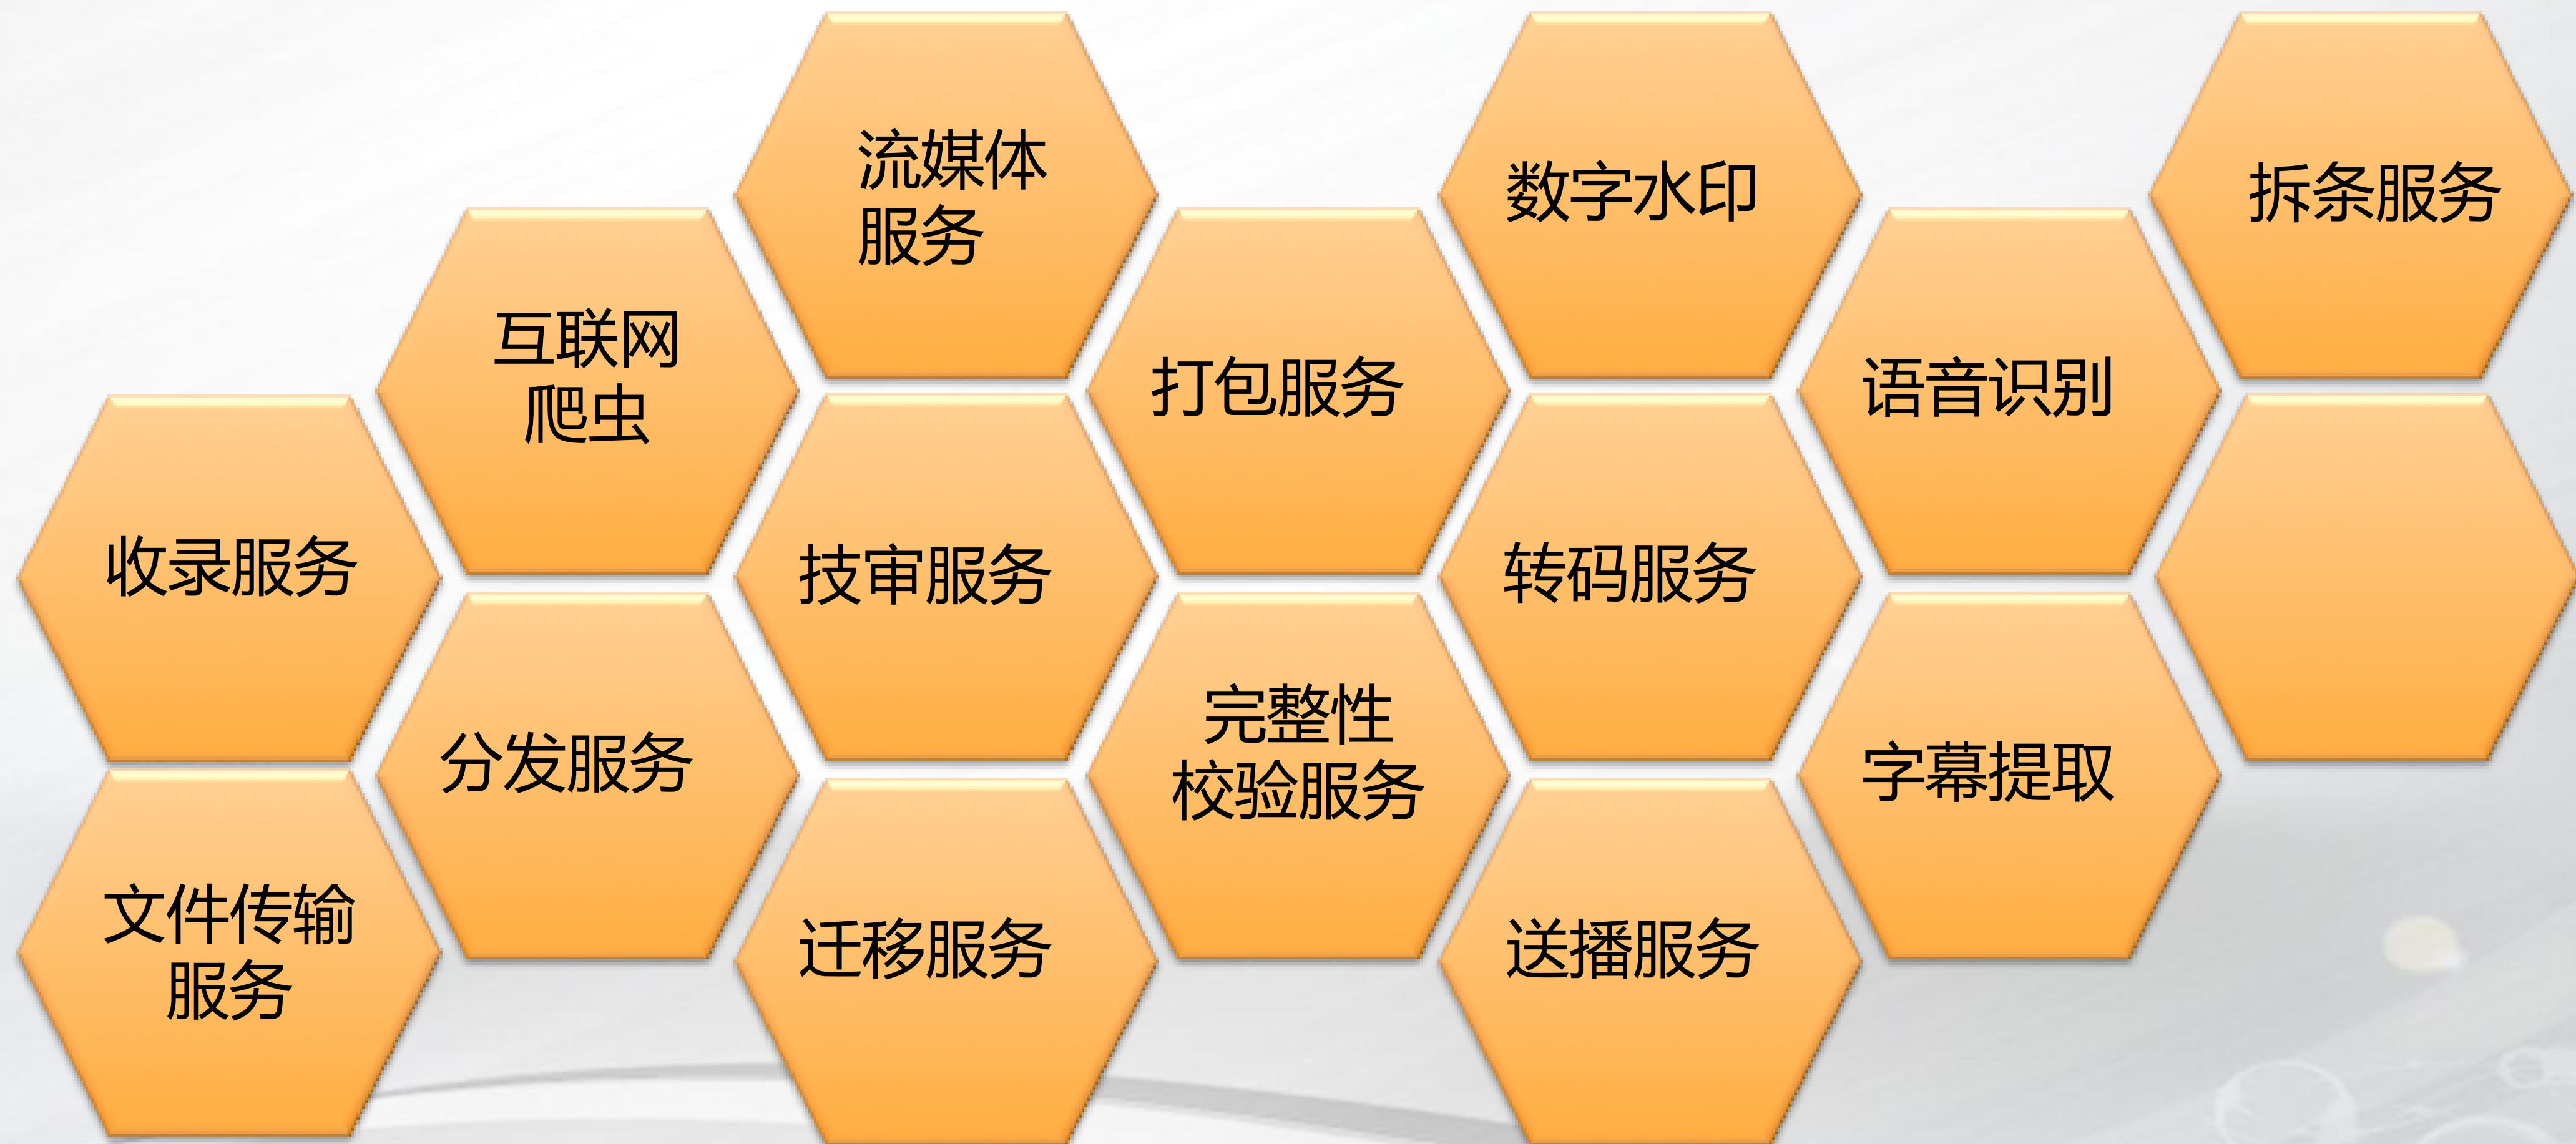 流媒体
服务
数字水印
拆条服务
互联网
爬虫
打包服务
语音识别
收录服务
技审服务
转码服务
分发服务
完整性
校验服务
字幕提取
文件传输
服务
迁移服务
送播服务